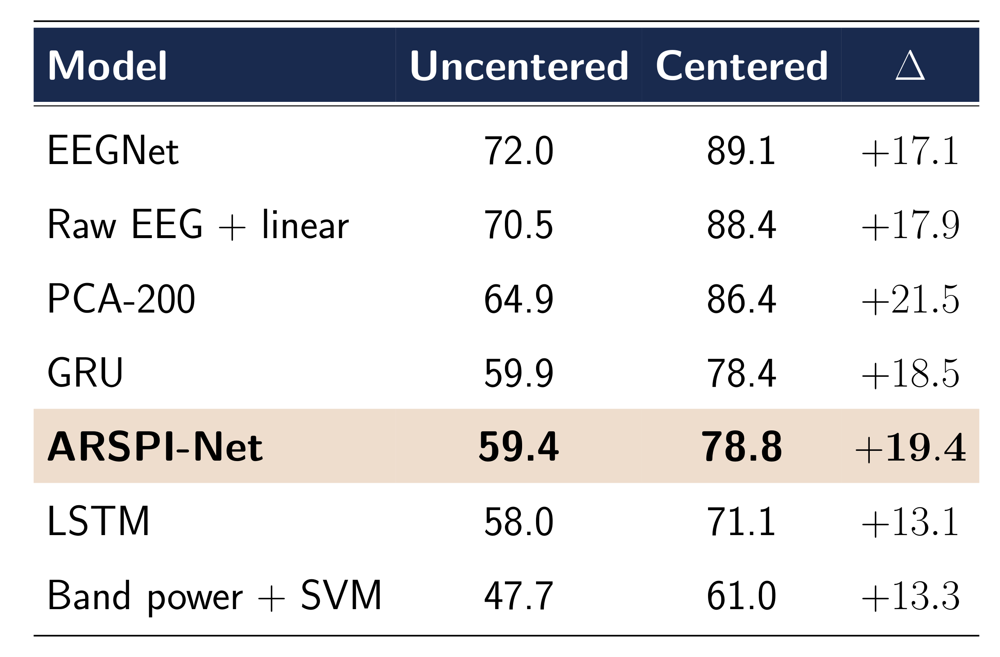 Model Uncentered Centered Δ
EEGNet 72.0 89.1 +17.1
Raw EEG + linear 70.5 88.4 +17.9
PCA-200 64.9 86.4 +21.5
GRU 59.9 78.4 +18.5
ARSPI-Net 59.4 78.8 +19.4
LSTM 58.0 71.1 +13.1
Band power + SVM 47.7 61.0 +13.3